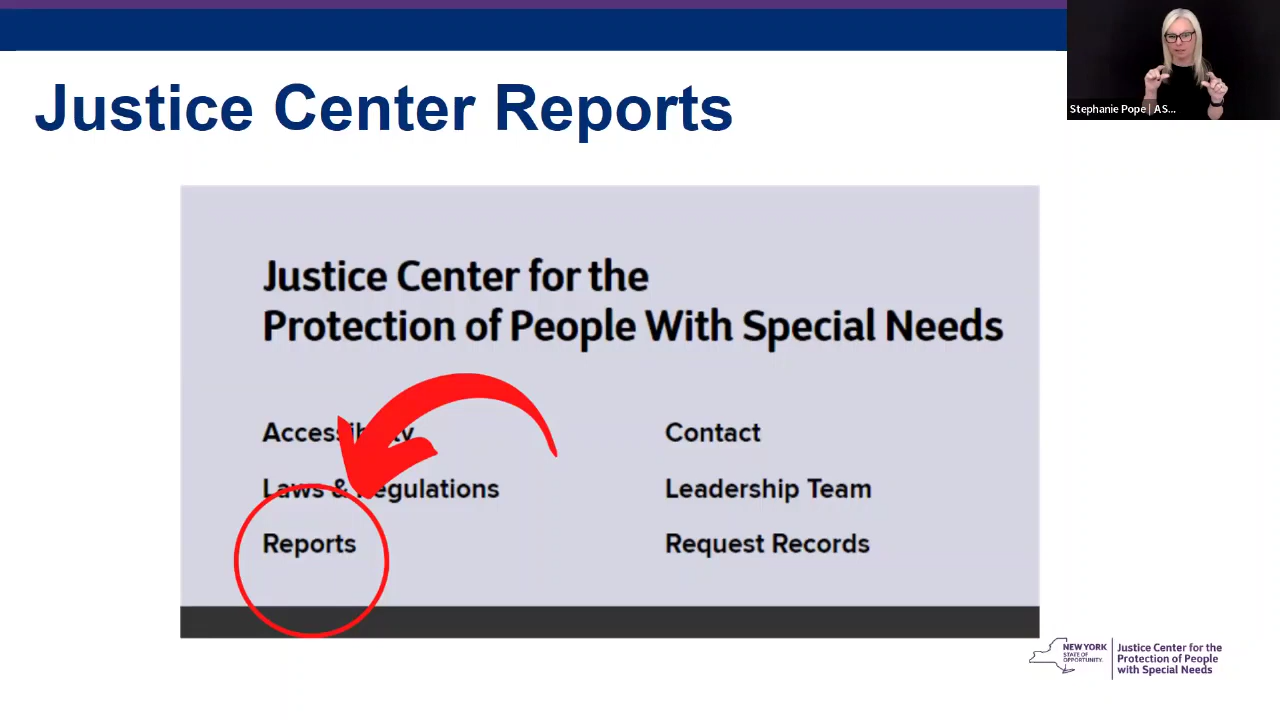 Justice Center Reports
Stephanie Pope | AS...
Justice Center for the
Protection of People With Special Needs
Accessibility
Laws & Regulations
Reports
Contact
Leadership Team
Request Records
NEW YORK
STATE OF
OPPORTUNITY.
Justice Center for the
Protection of People
with Special Needs